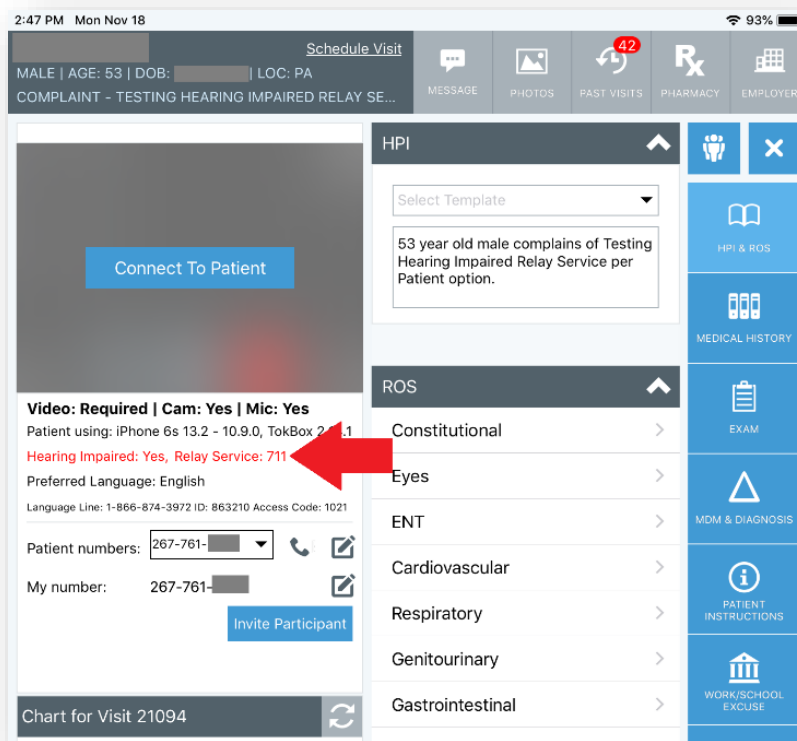 2:47 PM Mon Nov 18
93%
Schedule Visit
MALE | AGE: 53 | DOB: | LOC: PA
COMPLAINT - TESTING HEARING IMPAIRED RELAY SE...
MESSAGE
PHOTOS
42
PAST VISITS
Rx
PHARMACY
EMPLOYER
Connect To Patient
Video: Required | Cam: Yes | Mic: Yes
Patient using: iPhone 6s 13.2 - 10.9.0, TokBox
Hearing Impaired: Yes, Relay Service: 711
Preferred Language: English
Language Line: 1-866-874-3972 ID: 863210 Access Code: 1021
Patient numbers: 267-761-
My number: 267-761-
Invite Participant
Chart for Visit 21094
HPI
Select Template
53 year old male complains of Testing
Hearing Impaired Relay Service per
Patient option.
ROS
Constitutional
Eyes
ENT
Cardiovascular
Respiratory
Genitourinary
Gastrointestinal
HPI & ROS
MEDICAL HISTORY
EXAM
MDM & DIAGNOSIS
PATIENT
INSTRUCTIONS
WORK/SCHOOL
EXCUSE